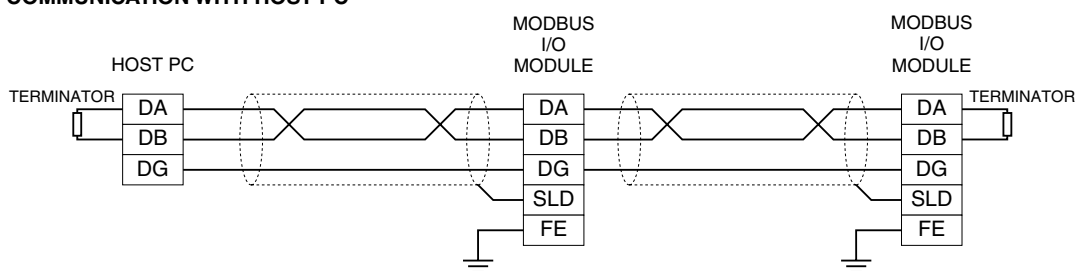 COMMUNICATION WITH HOST PC
MODBUS
I/O
MODULE
MODBUS
I/O
MODULE
HOST PC
TERMINATOR
DA
DB
DG
DA
DB
DG
SLD
FE
DA
DB
DG
SLD
FE
TERMINATOR